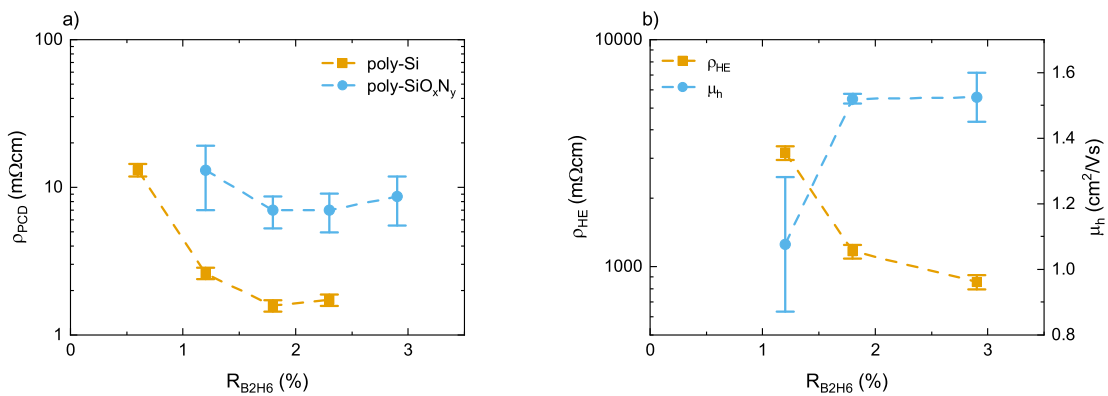 a)
100
10
1
0
1
2
3
ρPCD (mΩcm)
RB2H6 (%)
poly-Si
poly-SiOxNy
b)
10000
1000
0
1
2
3
ρHE (mΩcm)
RB2H6 (%)
ρHE
μh
1.6
1.4
1.2
1.0
0.8
μh (cm²/Vs)